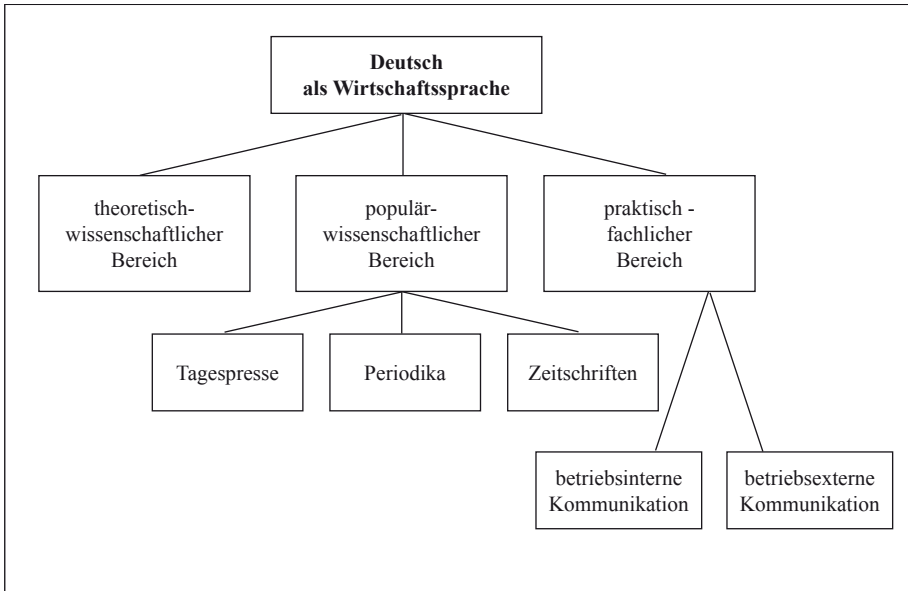 Deutsch
als Wirtschaftssprache
theoretisch-
wissenschaftlicher
Bereich
populär-
wissenschaftlicher
Bereich
praktisch -
fachlicher
Bereich
Tagespresse
Periodika
Zeitschriften
betriebsinterne
Kommunikation
betriebsexterne
Kommunikation